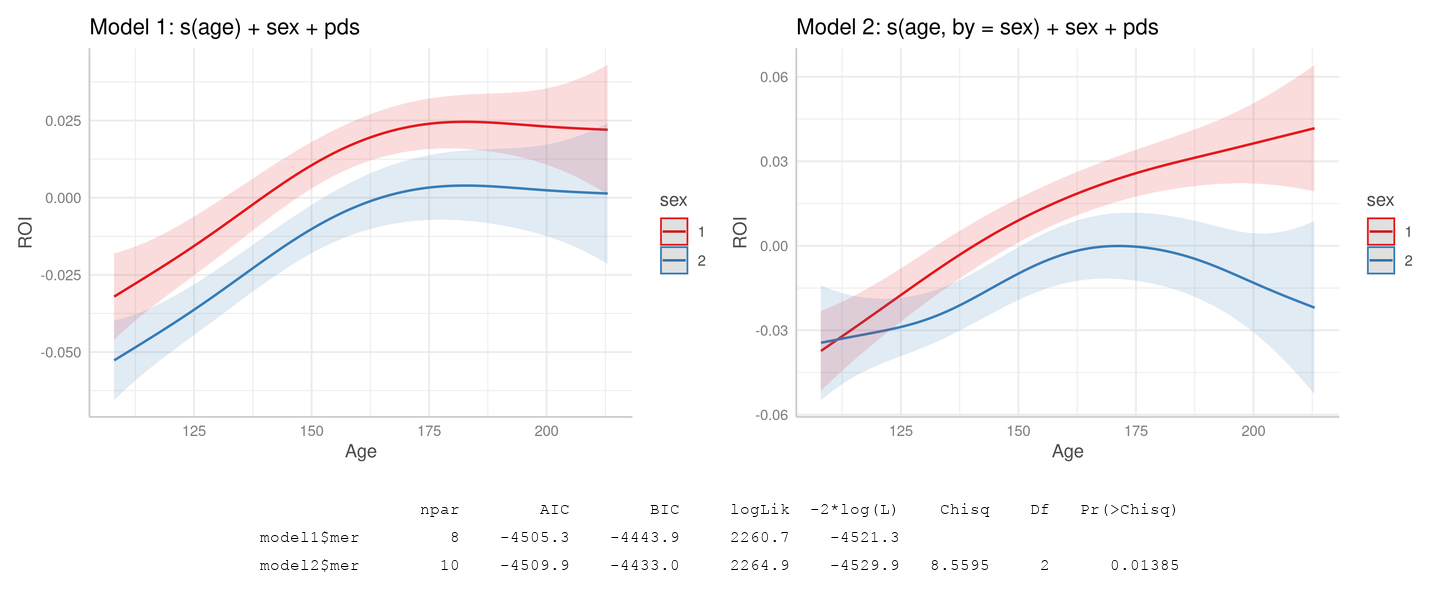 Model 1: s(age) + sex + pds
ROI
0.025
0.000
-0.025
-0.050
125 150 175 200
Age
sex
1
2
Model 2: s(age, by = sex) + sex + pds
ROI
0.06
0.03
0.00
-0.03
-0.06
125 150 175 200
Age
sex
1
2
npar AIC BIC logLik -2*log(L) Chisq Df Pr(>Chisq)
model1$mer 8 -4505.3 -4443.9 2260.7 -4521.3
model2$mer 10 -4509.9 -4433.0 2264.9 -4529.9 8.5595 2 0.01385